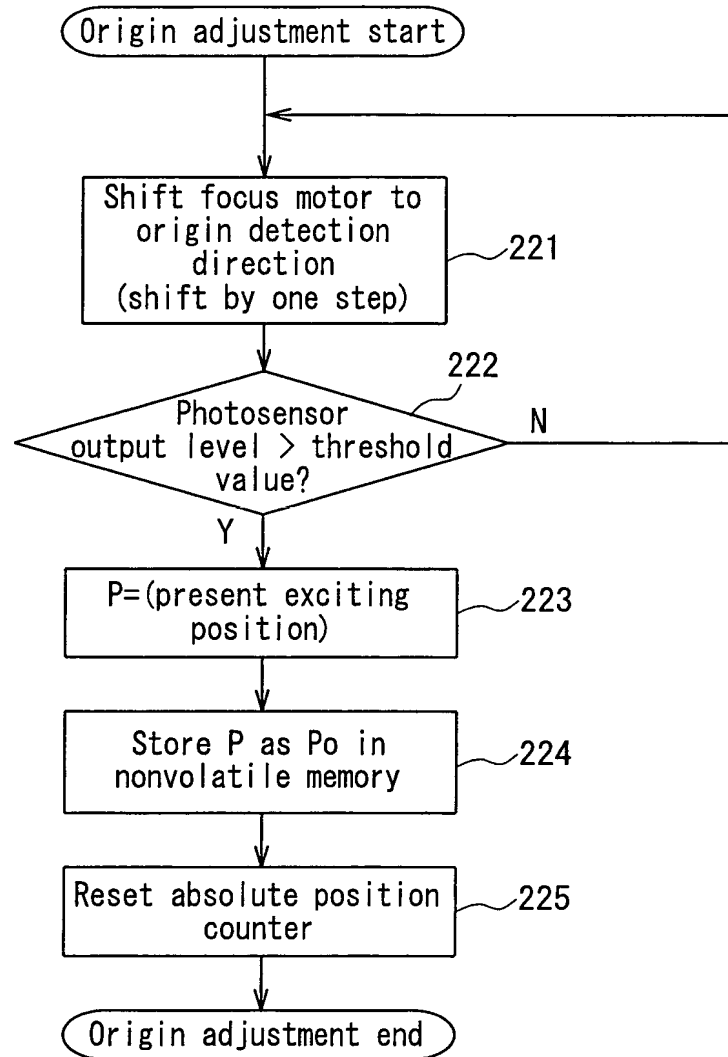 Origin adjustment start
Shift focus motor to
origin detection
direction
(shift by one step)
221
222
Photosensor
output level > threshold
value?
N
Y
P=(present exciting
position)
223
Store P as Po in
nonvolatile memory
224
Reset absolute position
counter
225
Origin adjustment end